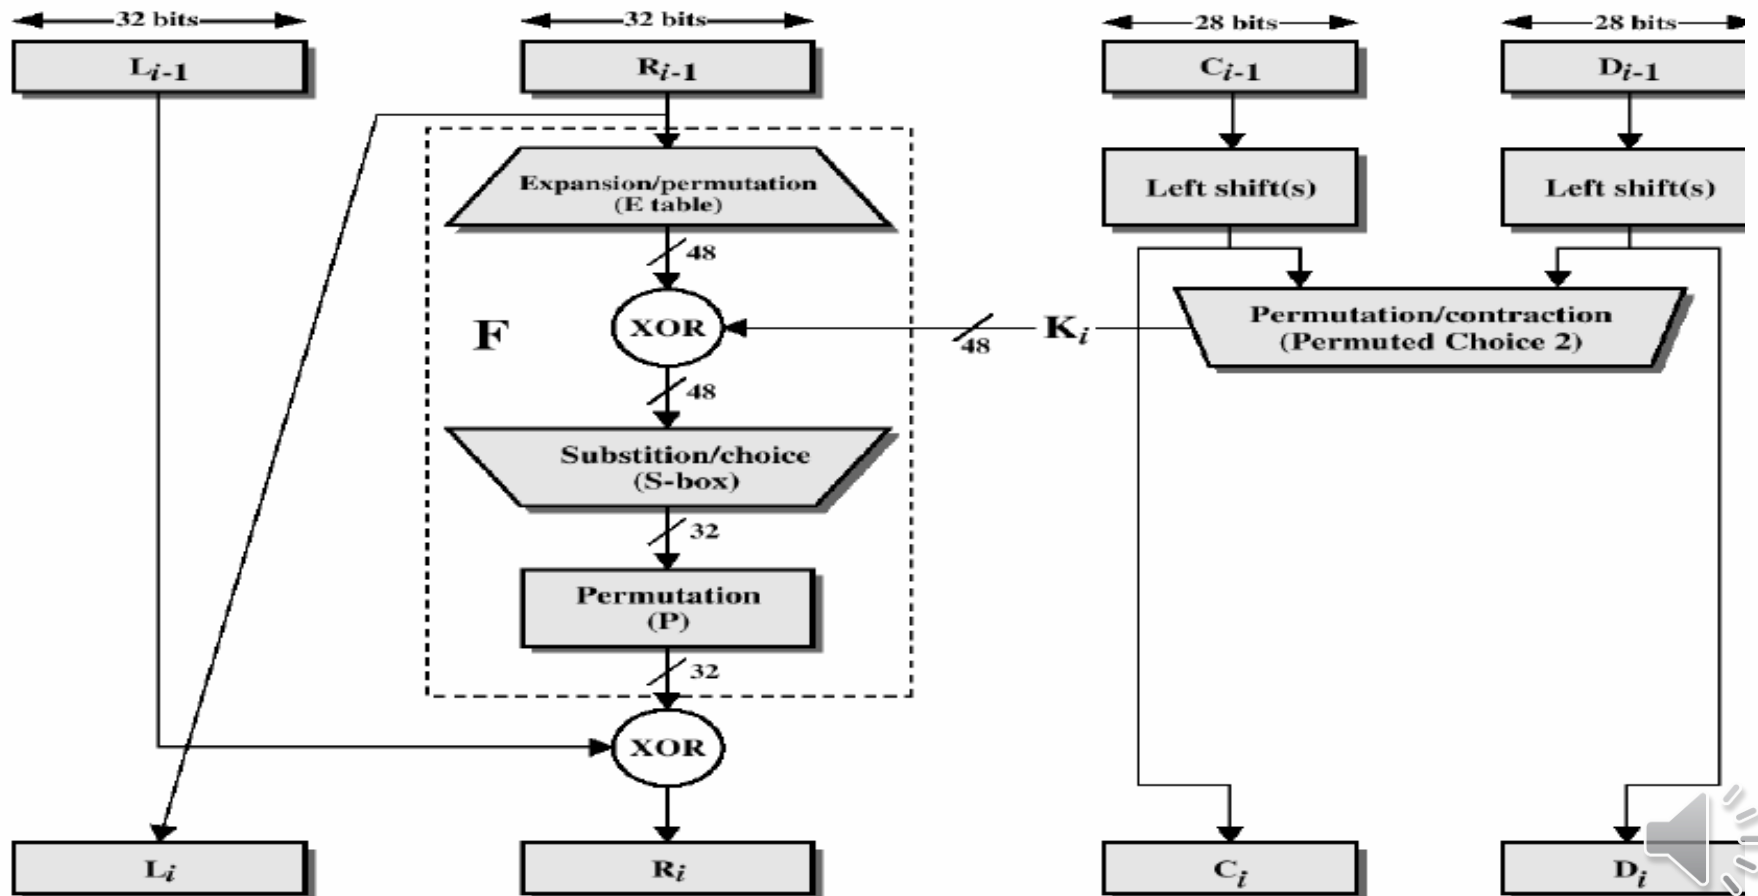 32 bits
32 bits
28 bits
28 bits
Li-1
Ri-1
Ci-1
Di-1
Expansion/permutation
(E table)
Left shift(s)
Left shift(s)
48
F
XOR
48
Ki
Permutation/contraction
(Permuted Choice 2)
48
Substition/choice
(S-box)
32
Permutation
(P)
32
XOR
Li
Ri
Ci
Di